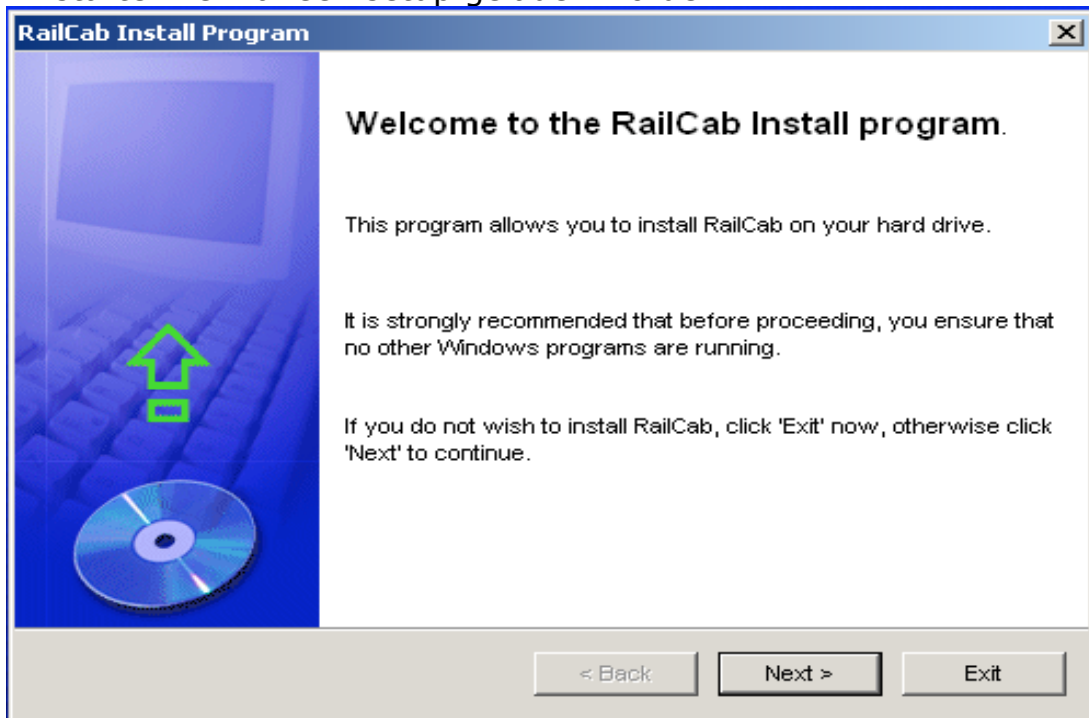 RailCab Install Program
Welcome to the RailCab Install program.
This program allows you to install RailCab on your hard drive.
It is strongly recommended that before proceeding, you ensure that
no other Windows programs are running.
If you do not wish to install RailCab, click 'Exit' now, otherwise click
'Next' to continue.
< Back
Next >
Exit